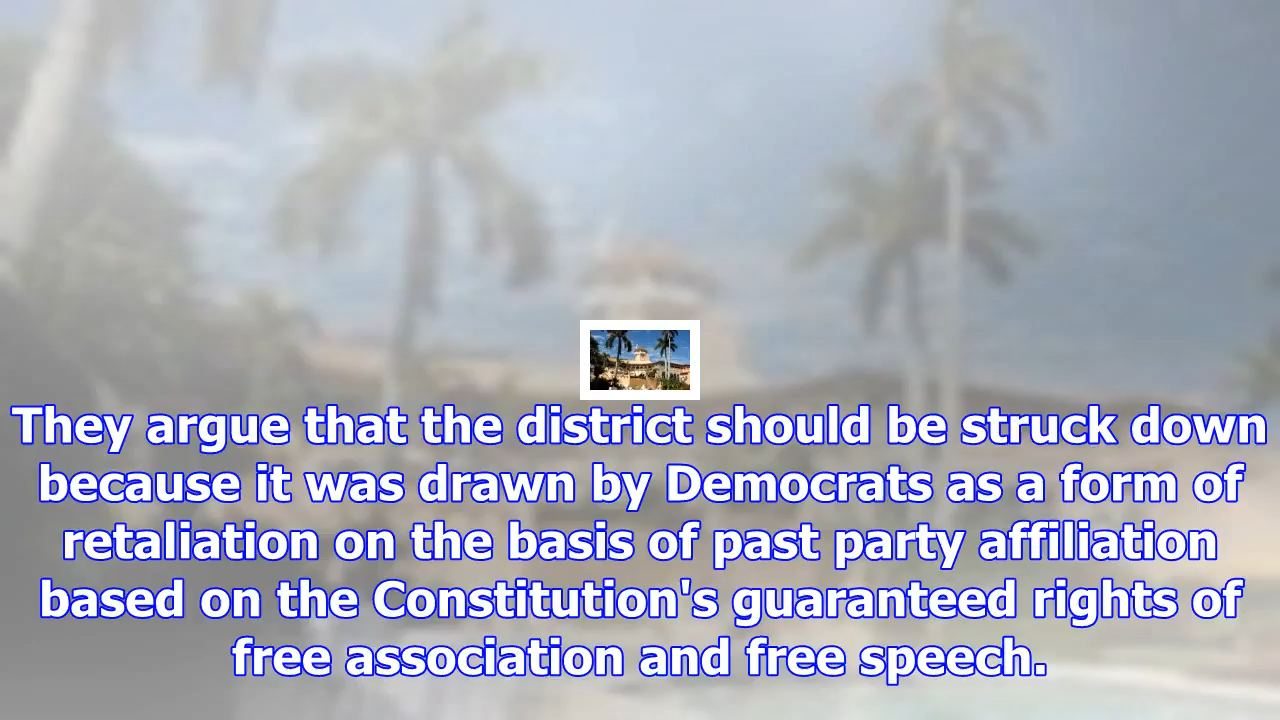 They argue that the district should be struck down
because it was drawn by Democrats as a form of
retaliation on the basis of past party affiliation
based on the Constitution's guaranteed rights of
free association and free speech.